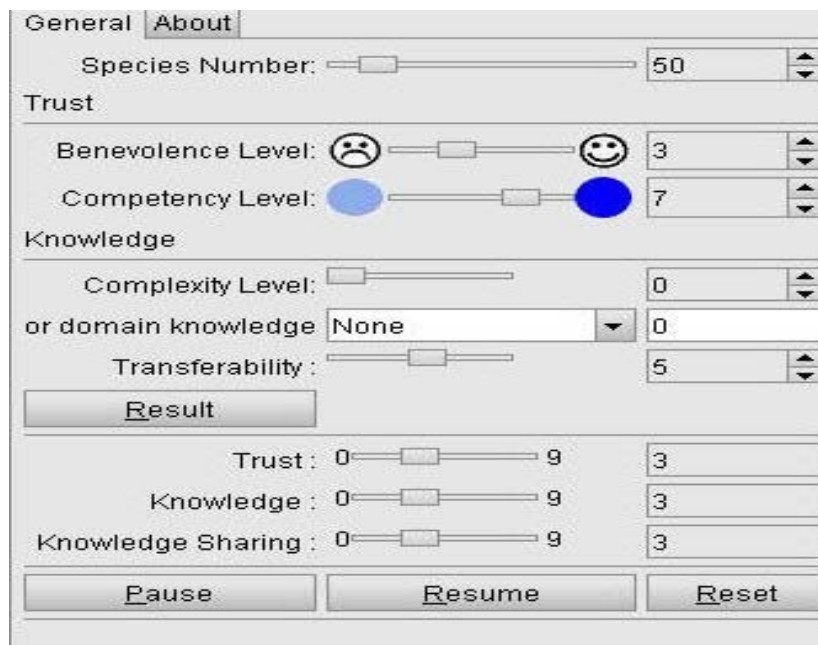 General About
Species Number: 50
Trust
Benevolence Level: 3
Competency Level: 7
Knowledge
Complexity Level: 0
or domain knowledge None 0
Transferability : 5
Result
Trust : 0 9 3
Knowledge : 0 9 3
Knowledge Sharing : 0 9 3
Pause Resume Reset